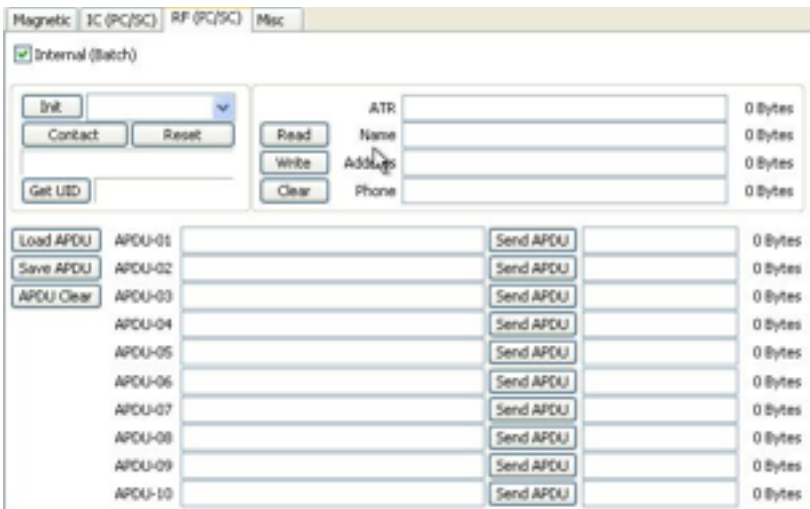 Magnetic IC (PC/SC) RF (PC/SC) Misc
Internal (Batch)
Init ATR 0 Bytes
Contact Reset Read Name 0 Bytes
Write Address 0 Bytes
Get UID Clear Phone 0 Bytes
Load APDU APDU-01 Send APDU 0 Bytes
Save APDU APDU-02 Send APDU 0 Bytes
APDU Clear APDU-03 Send APDU 0 Bytes
APDU-04 Send APDU 0 Bytes
APDU-05 Send APDU 0 Bytes
APDU-06 Send APDU 0 Bytes
APDU-07 Send APDU 0 Bytes
APDU-08 Send APDU 0 Bytes
APDU-09 Send APDU 0 Bytes
APDU-10 Send APDU 0 Bytes